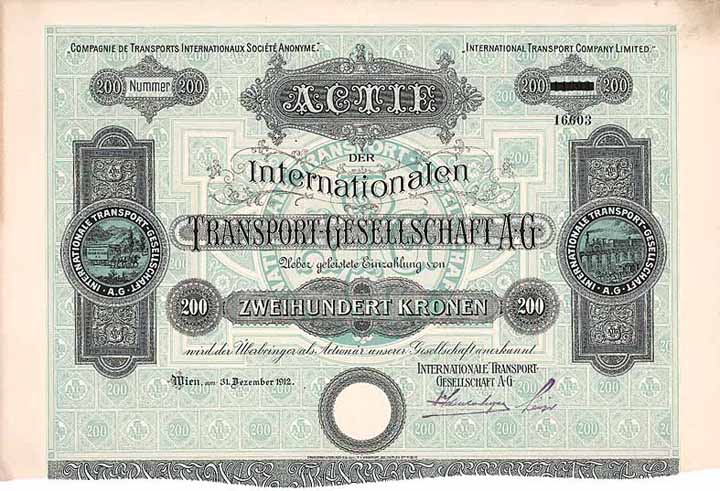 „COMPAGNIE DE TRANSPORTS INTERNATIONAUX SOCIÉTÉ ANONYME.“
„INTERNATIONAL TRANSPORT COMPANY LIMITED.“
200 Nummer 200
ACTIE
200 200
16603
DER
Internationalen
TRANSPORT-GESELLSCHAFT A-G
Ueber geleistete Einzahlung von
200 ZWEIHUNDERT KRONEN 200
wird der Überbringer als Actionär unserer Gesellschaft anerkannt.
INTERNATIONALE TRANSPORT-GESELLSCHAFT A.G.
INTERNATIONALE TRANSPORT-GESELLSCHAFT A.G.
Wien, am 31. Dezember 1912.
INTERNATIONALE TRANSPORT-
GESELLSCHAFT A-G